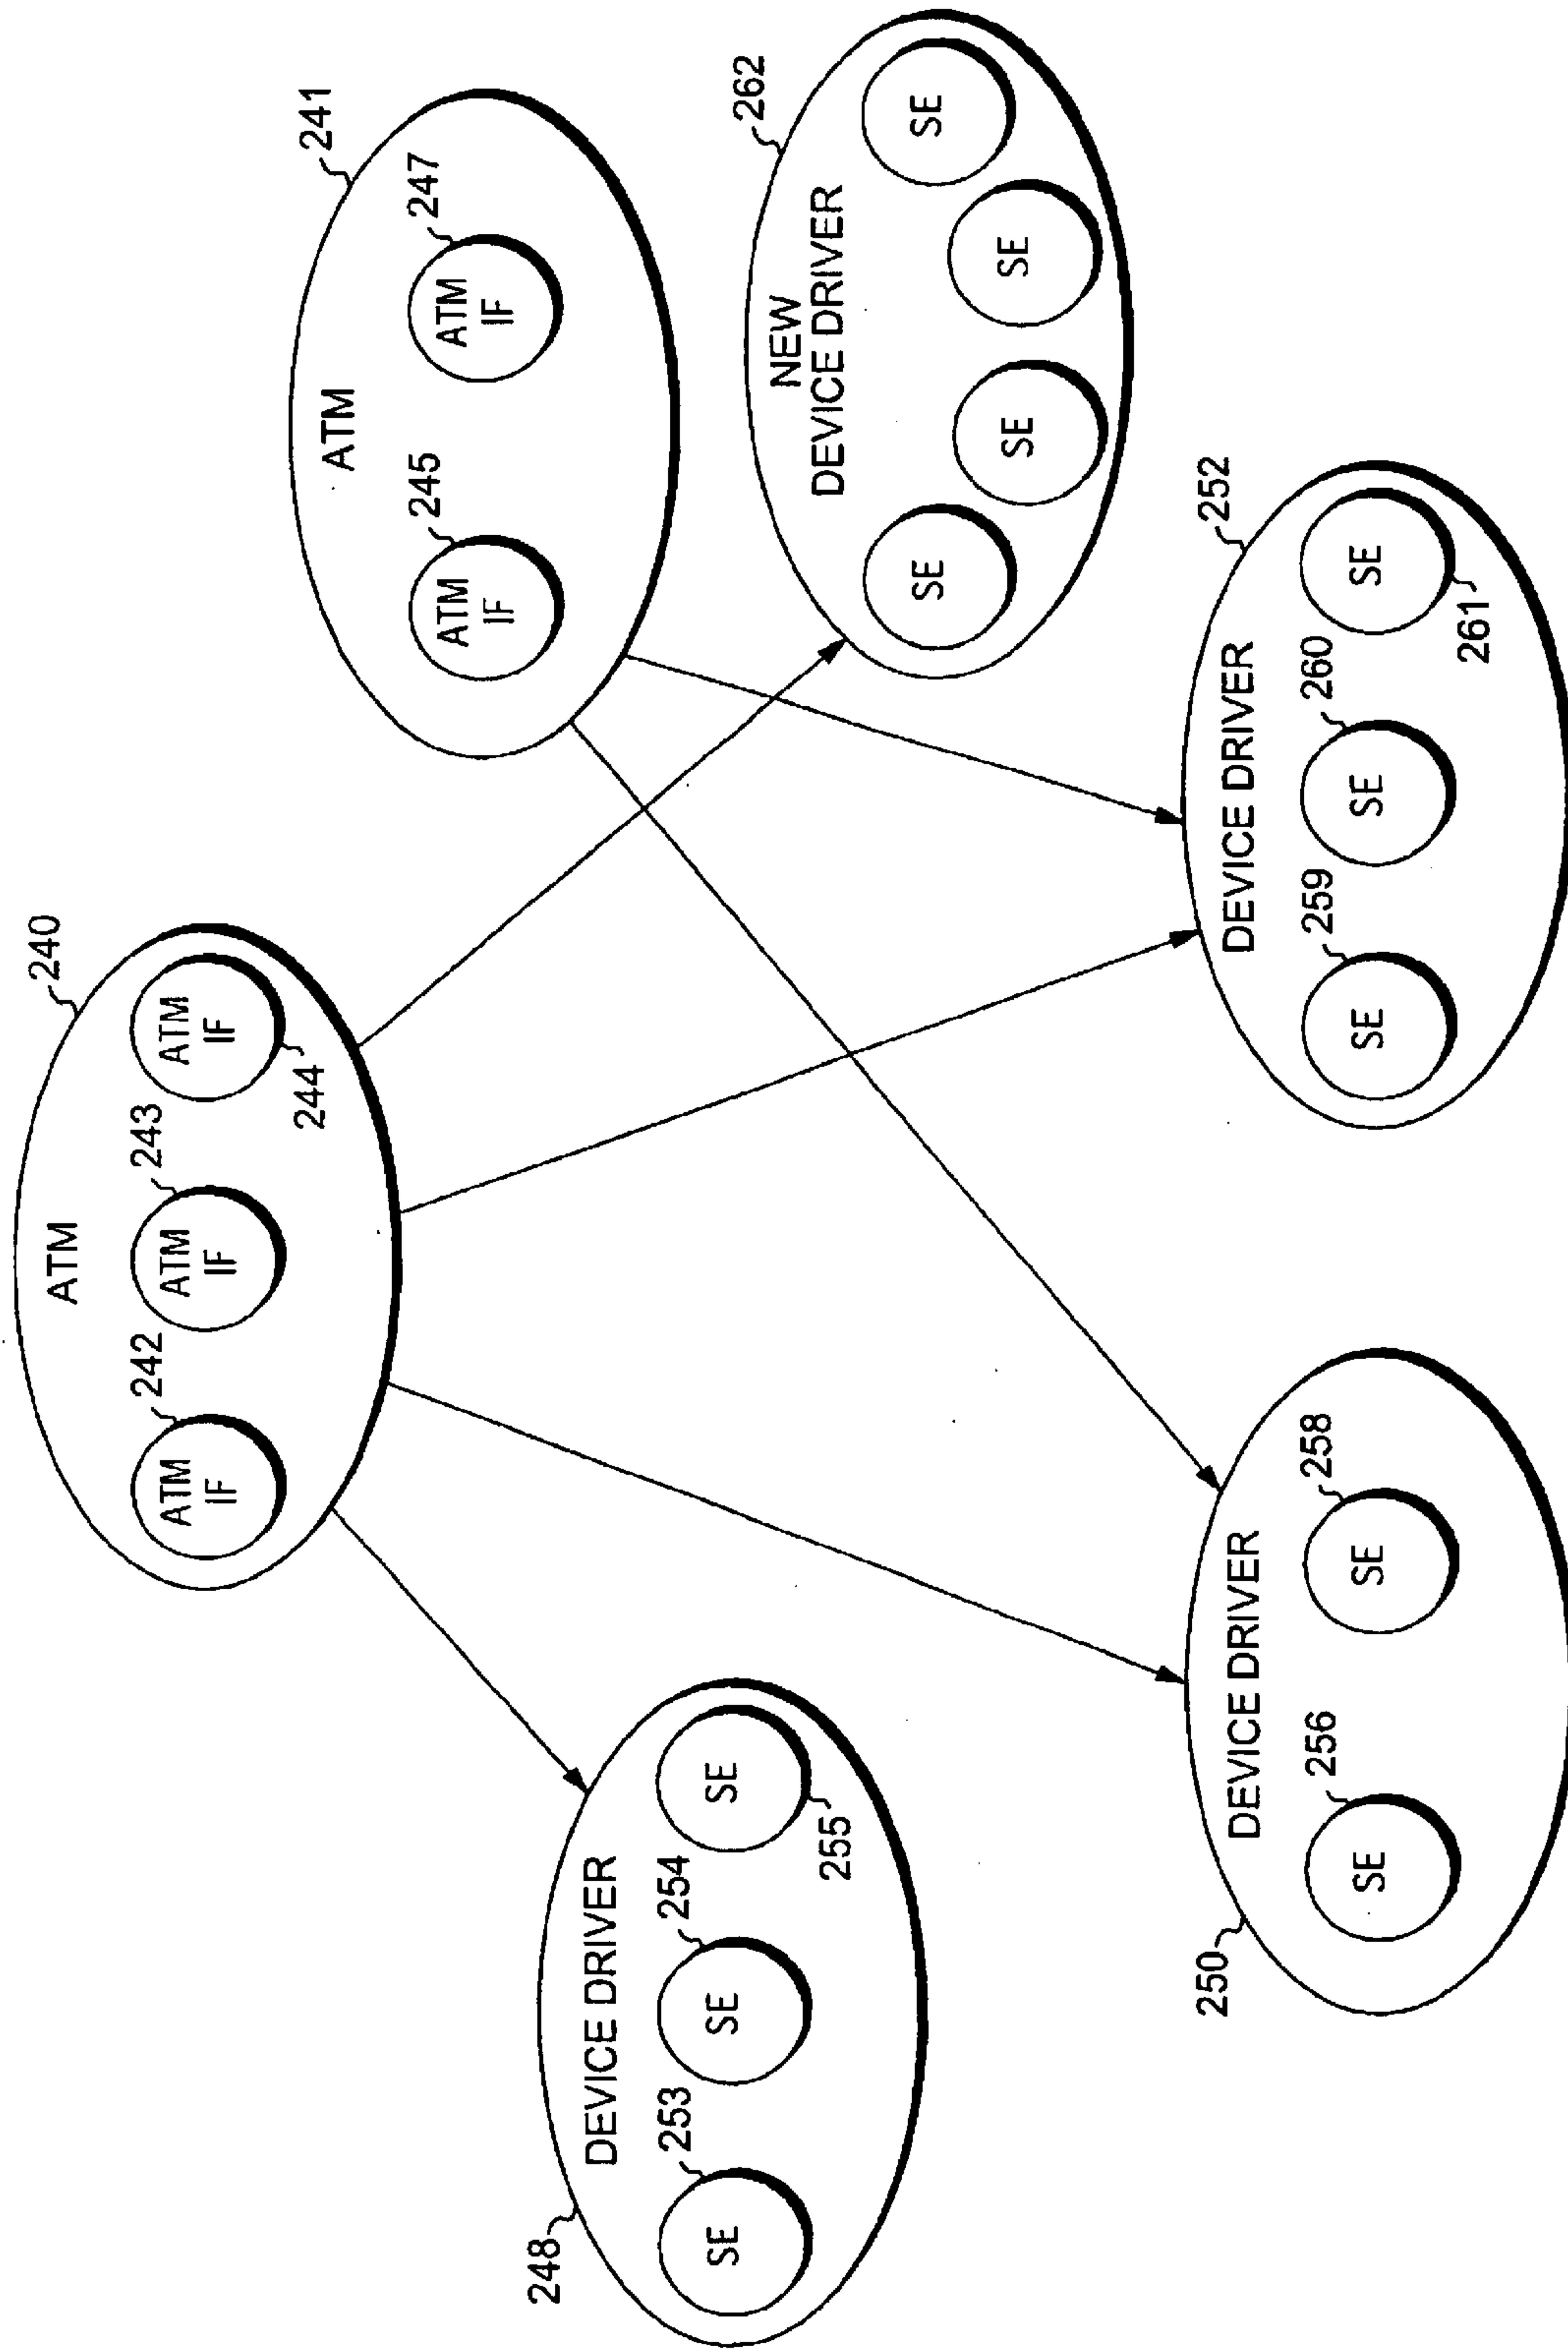 240
ATM
242
243
ATM
IF
ATM
IF
ATM
IF
244
241
ATM
245
247
ATM
IF
ATM
IF
248
DEVICE DRIVER
253
254
SE
SE
SE
255
262
NEW
DEVICE DRIVER
SE
SE
SE
SE
250
DEVICE DRIVER
256
258
SE
SE
252
DEVICE DRIVER
259
260
SE
SE
SE
261